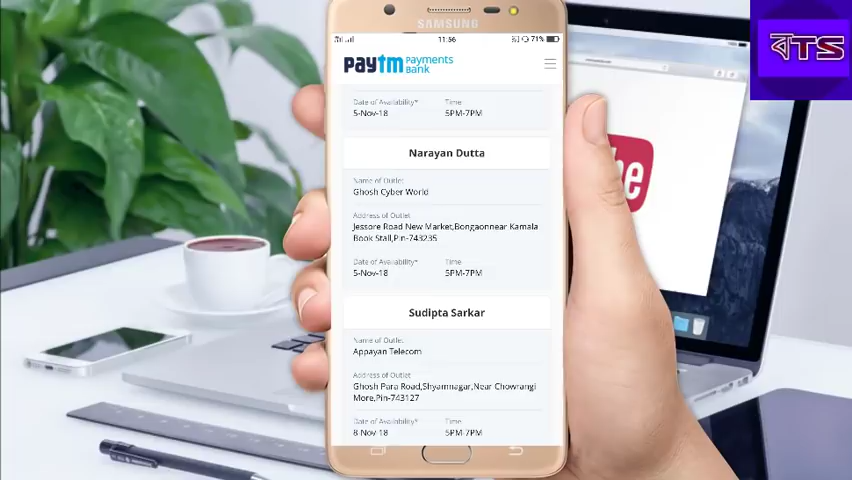 SAMSUNG
11:56
71%
paytm Payments
Bank
Date of Availability*
Time
5-Nov-18
5PM-7PM
Narayan Dutta
Name of Outlet
Ghosh Cyber World
Address of Outlet
Jessore Road New Market,Bongaonnear Kamala
Book Stall,Pin-743235
Date of Availability*
Time
5-Nov-18
5PM-7PM
Sudipta Sarkar
Name of Outlet
Appayan Telecom
Address of Outlet
Ghosh Para Road,Shyamnagar,Near Chowrangi
More,Pin-743127
Date of Availability*
Time
8-Nov-18
5PM-7PM
বTS
be